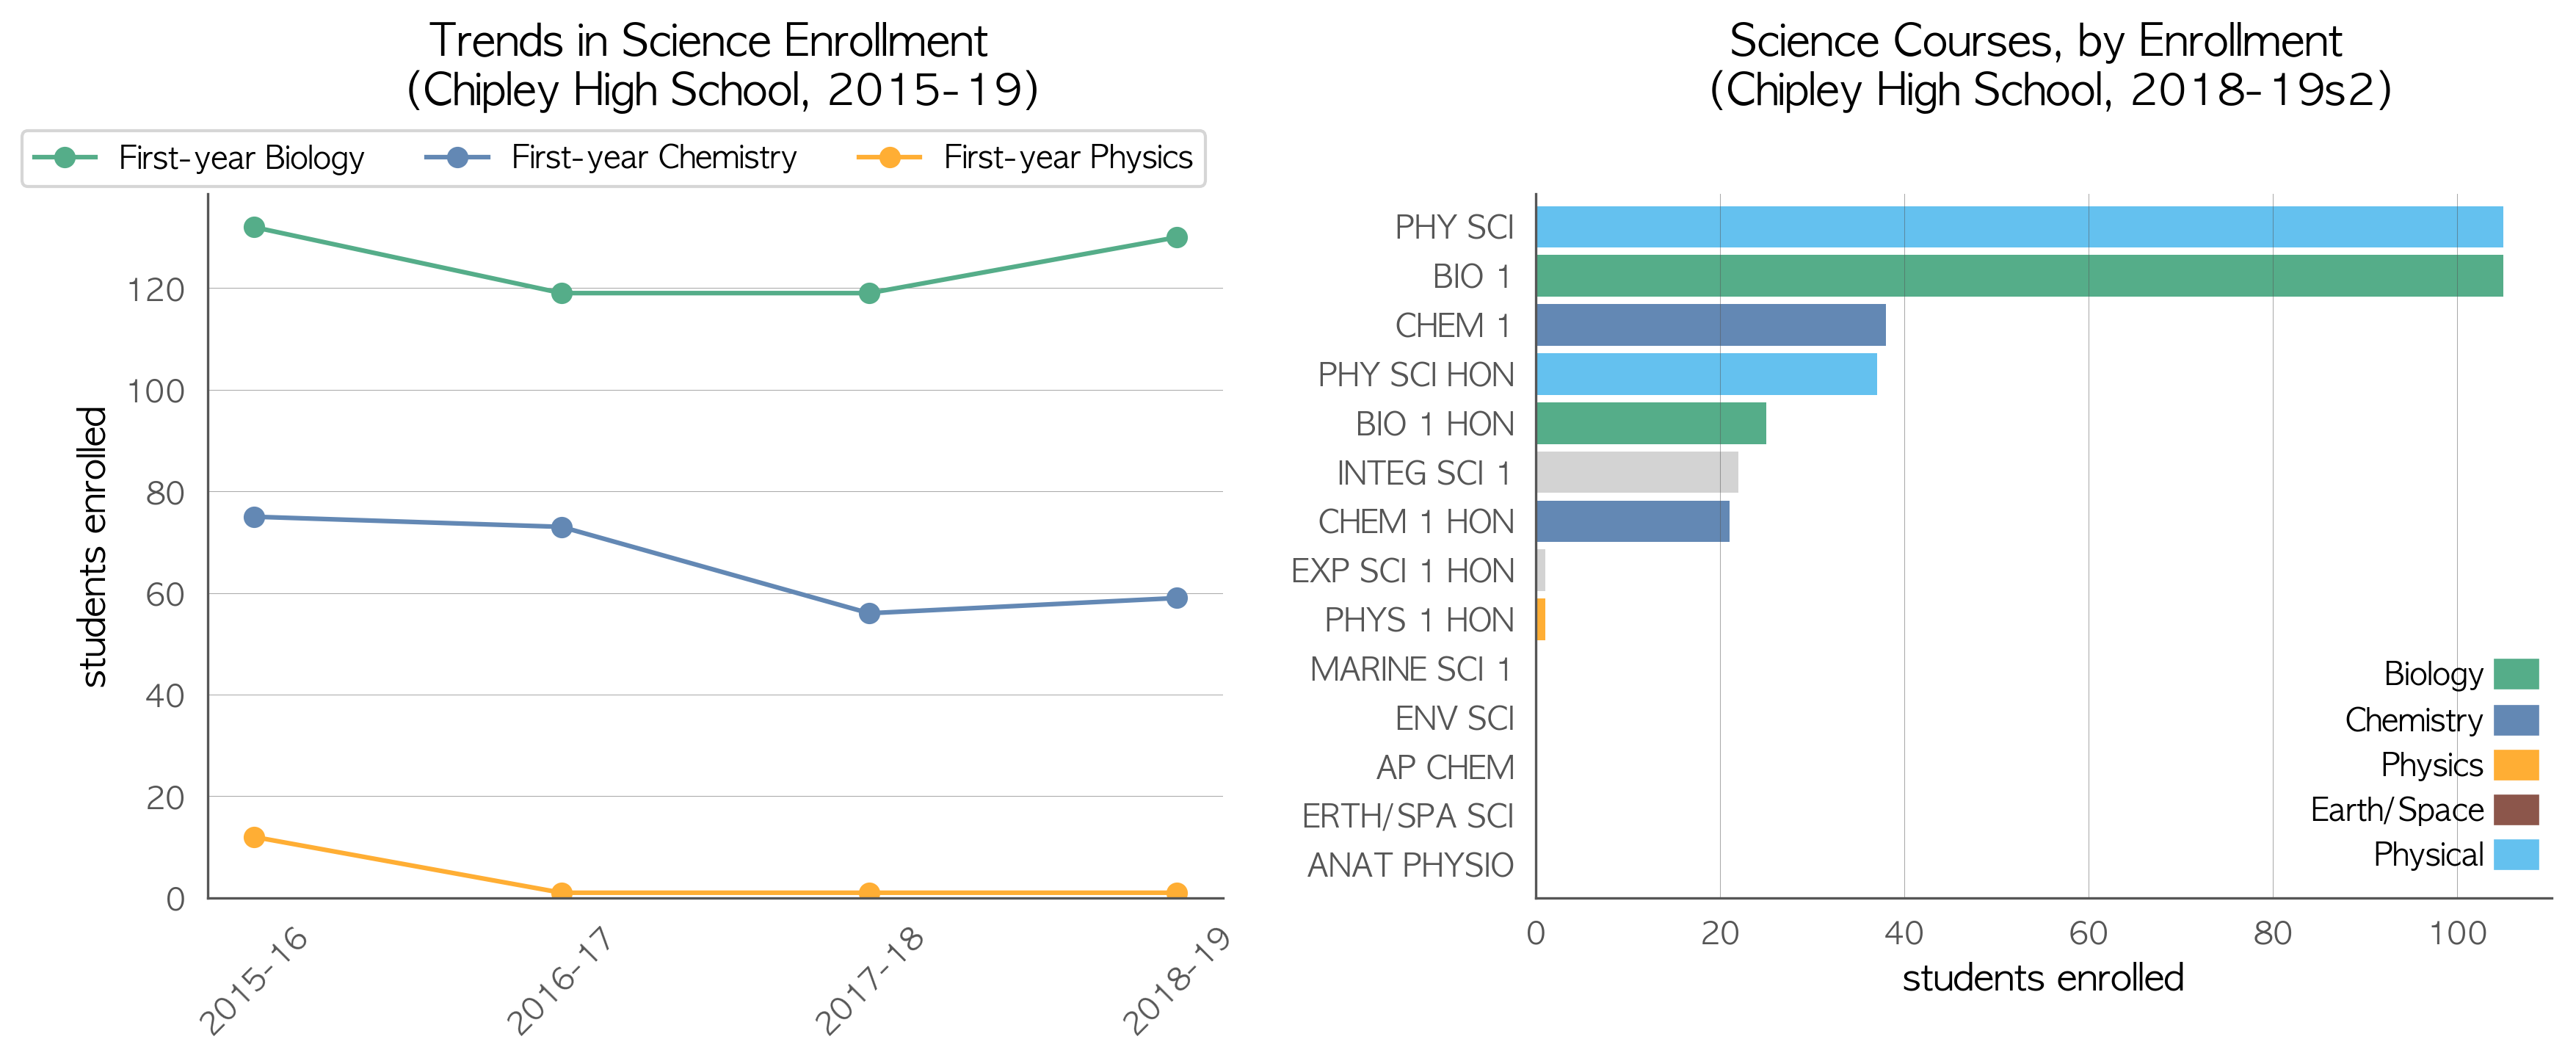 Trends in Science Enrollment
(Chipley High School, 2015-19)
First-year Biology
First-year Chemistry
First-year Physics
students enrolled
120
100
80
60
40
20
0
2015-16
2016-17
2017-18
2018-19
Science Courses, by Enrollment
(Chipley High School, 2018-19s2)
PHY SCI
BIO 1
CHEM 1
PHY SCI HON
BIO 1 HON
INTEG SCI 1
CHEM 1 HON
EXP SCI 1 HON
PHYS 1 HON
MARINE SCI 1
ENV SCI
AP CHEM
ERTH/SPA SCI
ANAT PHYSIO
Biology
Chemistry
Physics
Earth/Space
Physical
0
20
40
60
80
100
students enrolled